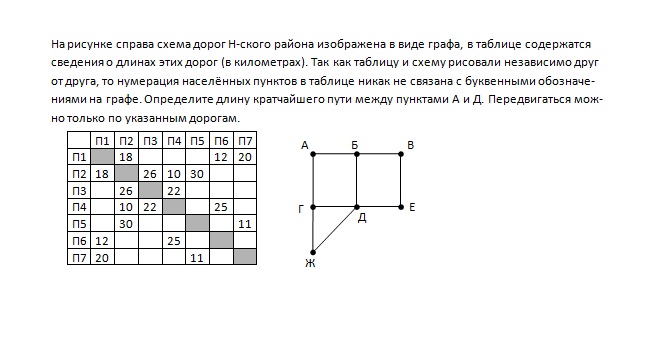 На рисунке справа схема дорог Н-ского района изображена в виде графа, в таблице содержатся
сведения о длинах этих дорог (в километрах). Так как таблицу и схему рисовали независимо друг
от друга, то нумерация населённых пунктов в таблице никак не связана с буквенными обозначе-
ниями на графе. Определите длину кратчайшего пути между пунктами А и Д. Передвигаться мож-
но только по указанным дорогам.
П1 П2 П3 П4 П5 П6 П7
П1 18 12 20
П2 18 26 10 30
П3 26 22
П4 10 22 25
П5 30 11
П6 12 25
П7 20 11
А Б В
Г Д Е
Ж